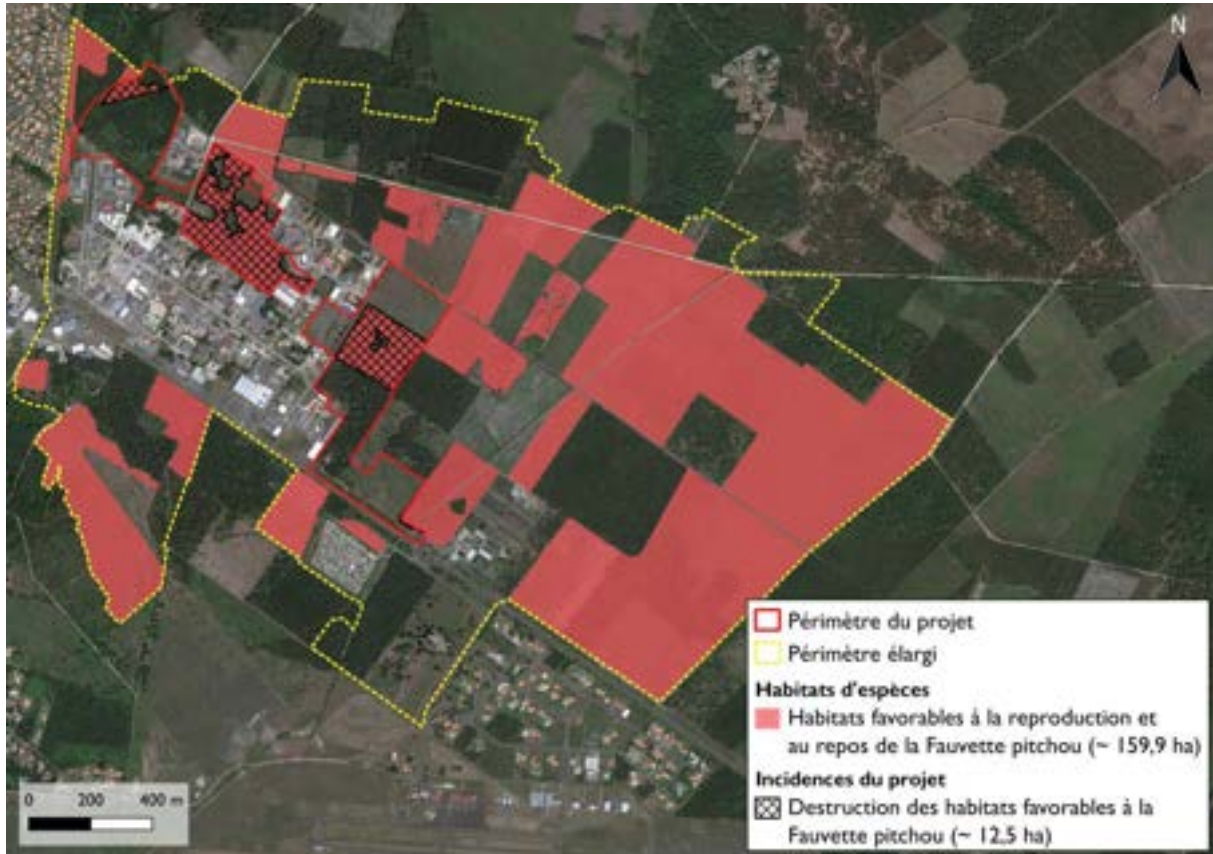 N
Périmètre du projet
Périmètre élargi
Habitats d'espèces
Habitats favorables à la reproduction et
au repos de la Fauvette pitchou (~ 159,9 ha)
Incidences du projet
Destruction des habitats favorables à la
Fauvette pitchou (~ 12,5 ha)
0 200 400 m